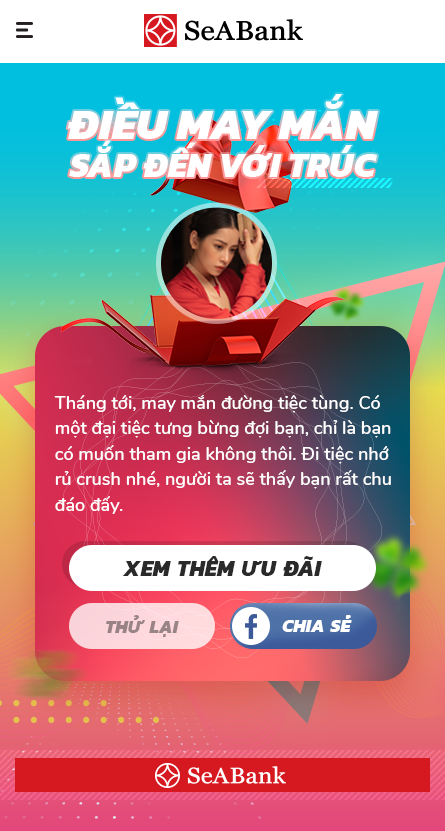 SeABank
ĐIỀU MAY MẮN
SẮP ĐẾN VỚI TRÚC
Tháng tới, may mắn đường tiệc tùng. Có
một đại tiệc tưng bừng đợi bạn, chỉ là bạn
có muốn tham gia không thôi. Đi tiệc nhớ
rủ crush nhé, người ta sẽ thấy bạn rất chu
đáo đấy.
XEM THÊM ƯU ĐÃI
THỬ LẠI
CHIA SẺ
SeABank